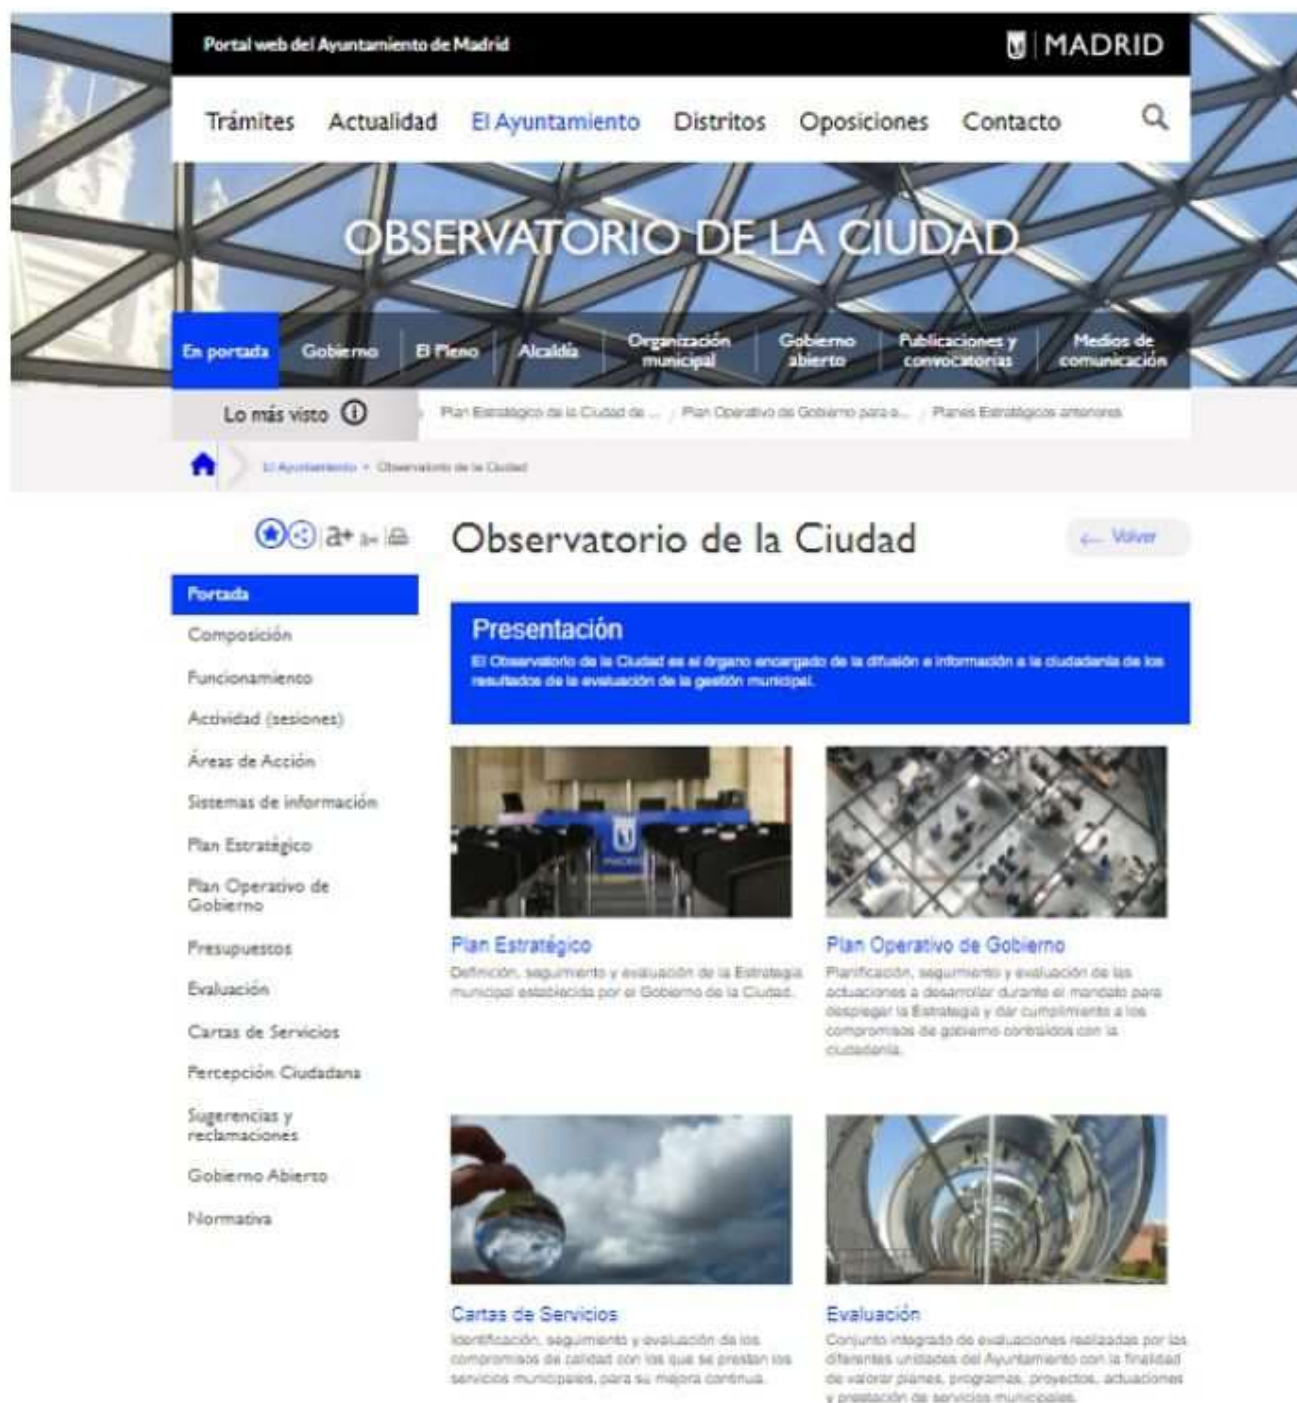 Portal web del Ayuntamiento de Madrid
MADRID
Trámites Actualidad El Ayuntamiento Distritos Oposiciones Contacto
OBSERVATORIO DE LA CIUDAD
En portada Gobierno El Pleno Alcaldía Organización municipal Gobierno abierto Publicaciones y convocatorias Medios de comunicación
Lo más visto Plan Estratégico de la Ciudad de ... / Plan Operativo de Gobierno para e... / Planes Estratégicos anteriores
El Ayuntamiento • Observatorio de la Ciudad
a+ a-
Observatorio de la Ciudad
← Volver
Portada
Composición
Funcionamiento
Actividad (sesiones)
Áreas de Acción
Sistemas de información
Plan Estratégico
Plan Operativo de
Gobierno
Presupuestos
Evaluación
Cartas de Servicios
Percepción Ciudadana
Sugerencias y
reclamaciones
Gobierno Abierto
Normativa
Presentación
El Observatorio de la Ciudad es el órgano encargado de la difusión e información a la ciudadanía de los
resultados de la evaluación de la gestión municipal.
MADRID
Plan Estratégico
Definición, seguimiento y evaluación de la Estrategia
municipal establecida por el Gobierno de la Ciudad.
Plan Operativo de Gobierno
Planificación, seguimiento y evaluación de las
actuaciones a desarrollar durante el mandato para
desplegar la Estrategia y dar cumplimiento a los
compromisos de gobierno contraídos con la
ciudadanía.
Cartas de Servicios
Identificación, seguimiento y evaluación de los
compromisos de calidad con los que se prestan los
servicios municipales, para su mejora continua.
Evaluación
Conjunto integrado de evaluaciones realizadas por las
diferentes unidades del Ayuntamiento con la finalidad
de valorar planes, programas, proyectos, actuaciones
y prestación de servicios municipales.